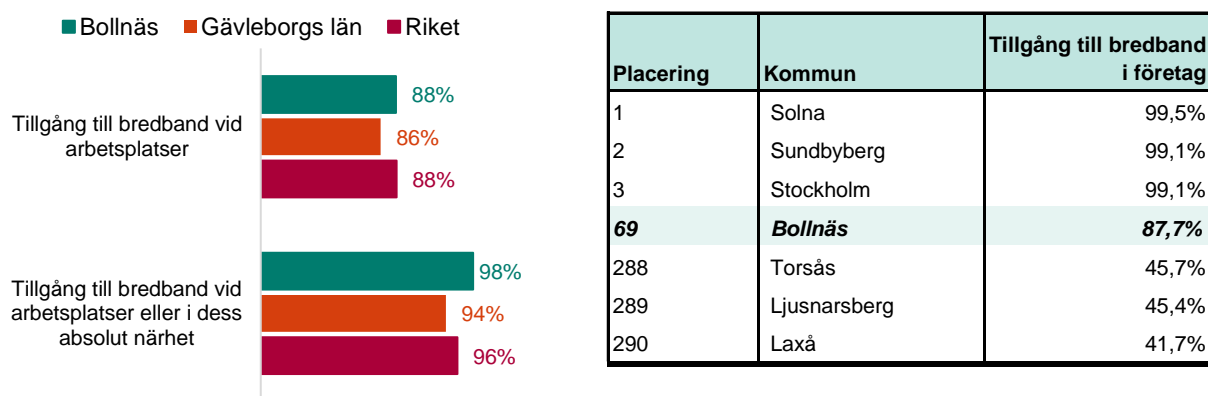 Bollnäs Gävleborgs län Riket
Tillgång till bredband vid
arbetsplatser
88%
86%
88%
Tillgång till bredband vid
arbetsplatser eller i dess
absolut närhet
98%
94%
96%
Placering Kommun Tillgång till bredband
i företag
1 Solna 99,5%
2 Sundbyberg 99,1%
3 Stockholm 99,1%
69 Bollnäs 87,7%
288 Torsås 45,7%
289 Ljusnarsberg 45,4%
290 Laxå 41,7%